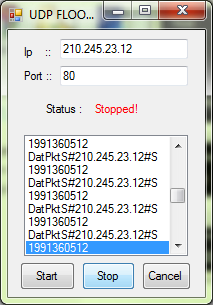 UDP FLOO...
Ip :: 210.245.23.12
Port :: 80
Status : Stopped!
1991360512
DatPktS#210.245.23.12#S
1991360512
DatPktS#210.245.23.12#S
1991360512
DatPktS#210.245.23.12#S
1991360512
DatPktS#210.245.23.12#S
1991360512
Start Stop Cancel